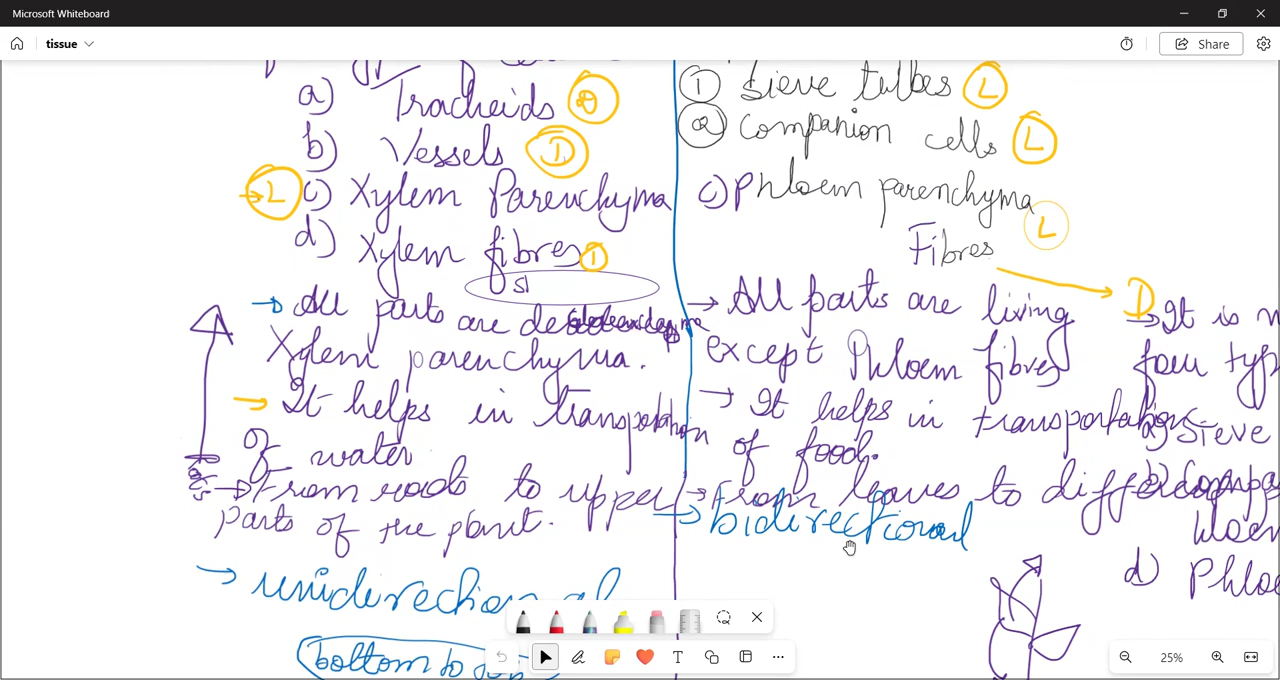 Microsoft Whiteboard
tissue
Share
a) Tracheids D
b) Vessels D
L c) Xylem Parenchyma
d) Xylem fibres D
→ All parts are dead
Xylem parenchyma.
→ It helps in transportation
of water
→ From roots to upper
parts of the plant.
→ unidirectional
bottom to top
① Sieve tubes L
② Companion cells L
c) Phloem parenchyma L
Fibres D
→ All parts are living
except Phloem fibres
→ It helps in transportation
of food.
→ From leaves to different
→ bidirectional
→ It is
four typ
a) Sieve
b) Compa
d) Phlo
25%